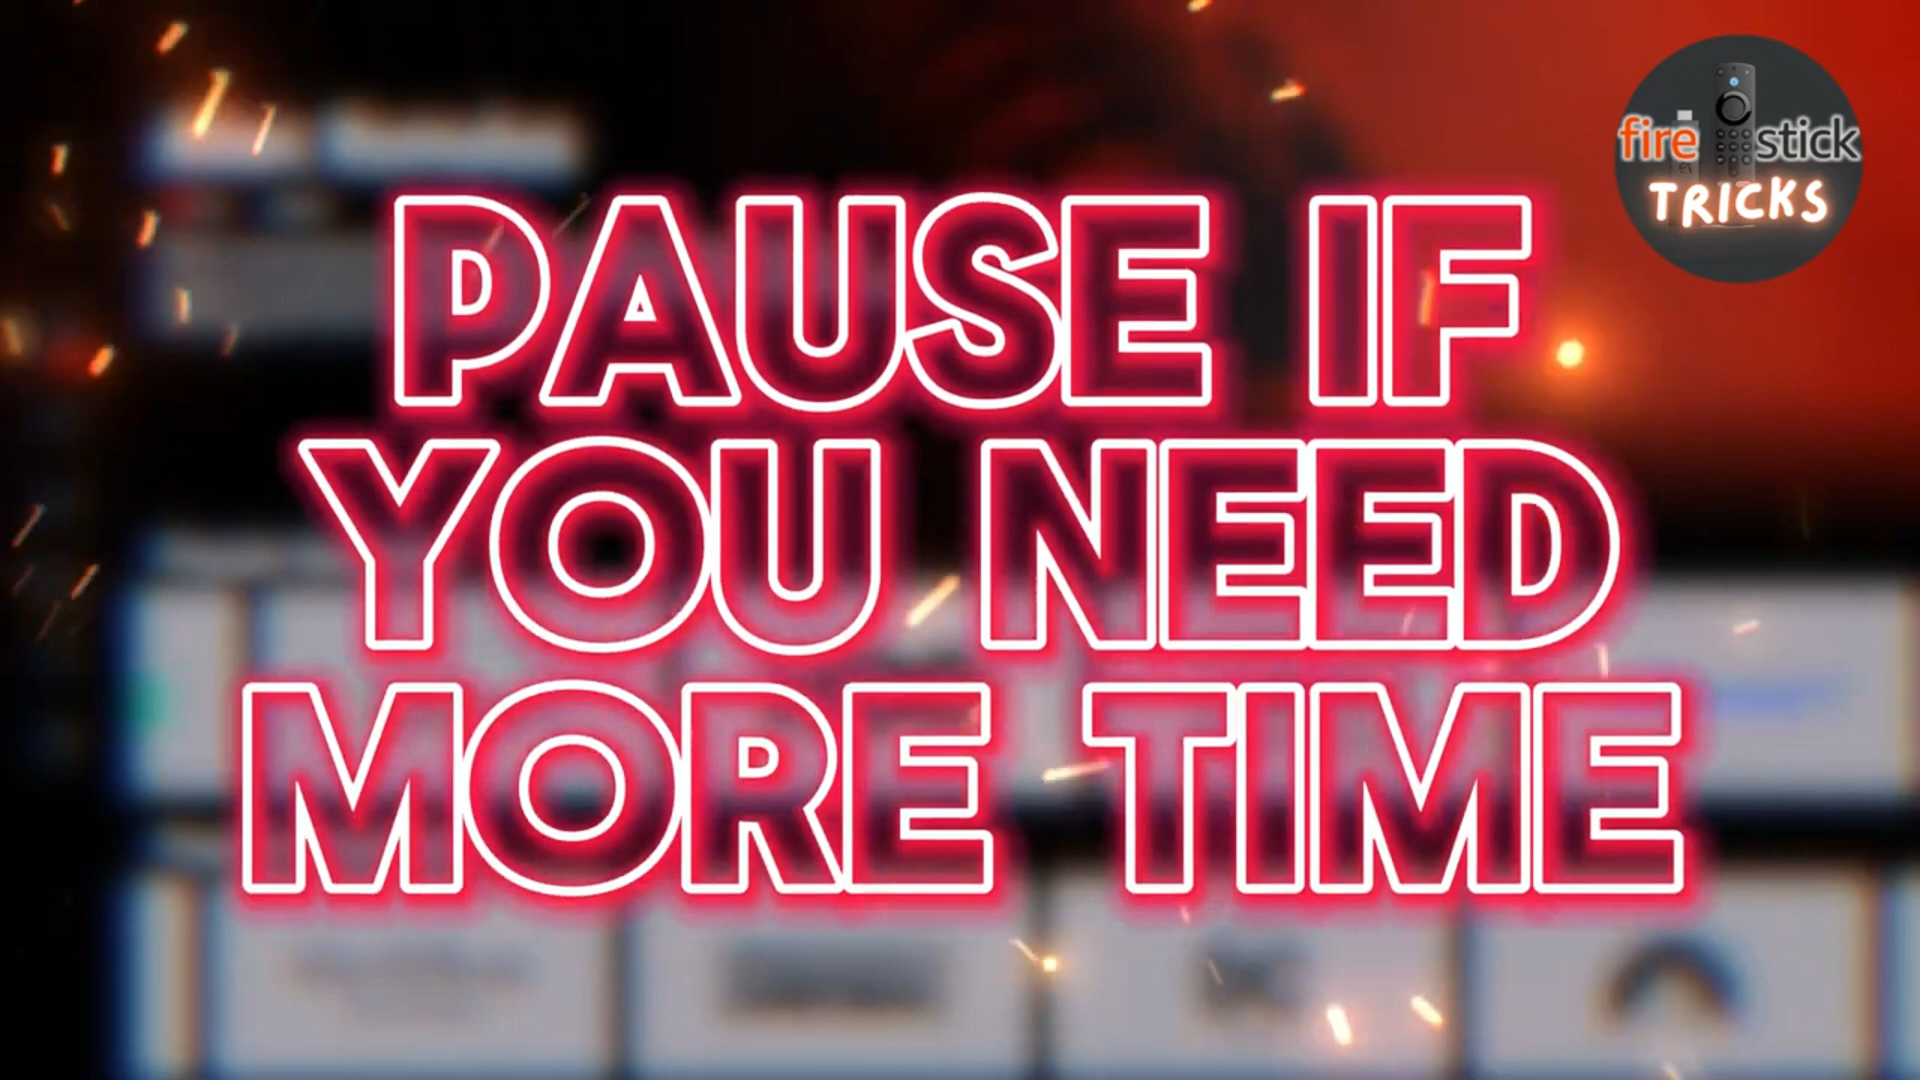 fire stick
TRICKS
PAUSE IF
YOU NEED
MORE TIME